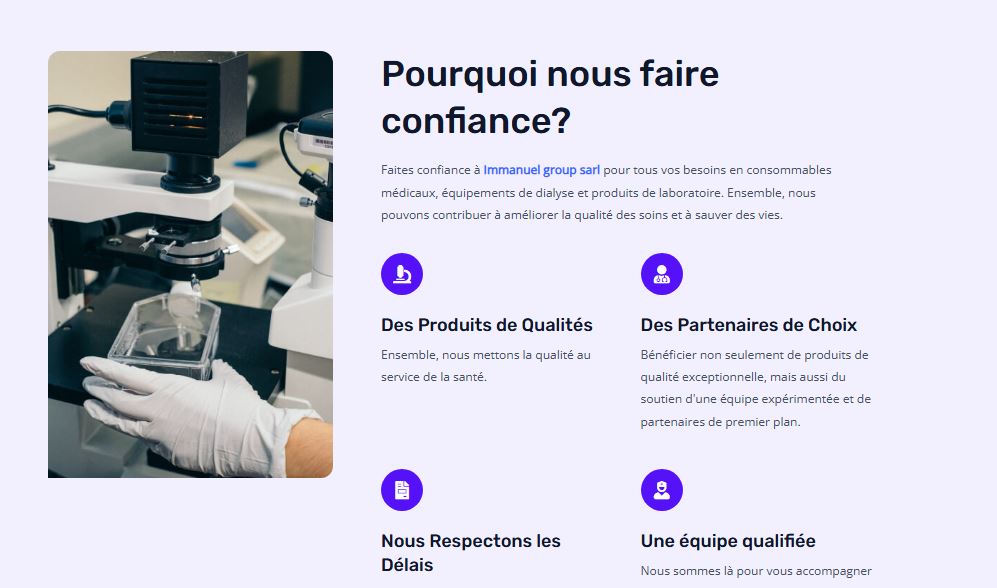 Pourquoi nous faire
confiance?
Faites confiance à Immanuel group sarl pour tous vos besoins en consommables
médicaux, équipements de dialyse et produits de laboratoire. Ensemble, nous
pouvons contribuer à améliorer la qualité des soins et à sauver des vies.
Des Produits de Qualités
Ensemble, nous mettons la qualité au
service de la santé.
Des Partenaires de Choix
Bénéficier non seulement de produits de
qualité exceptionnelle, mais aussi du
soutien d'une équipe expérimentée et de
partenaires de premier plan.
Nous Respectons les
Délais
Une équipe qualifiée
Nous sommes là pour vous accompagner